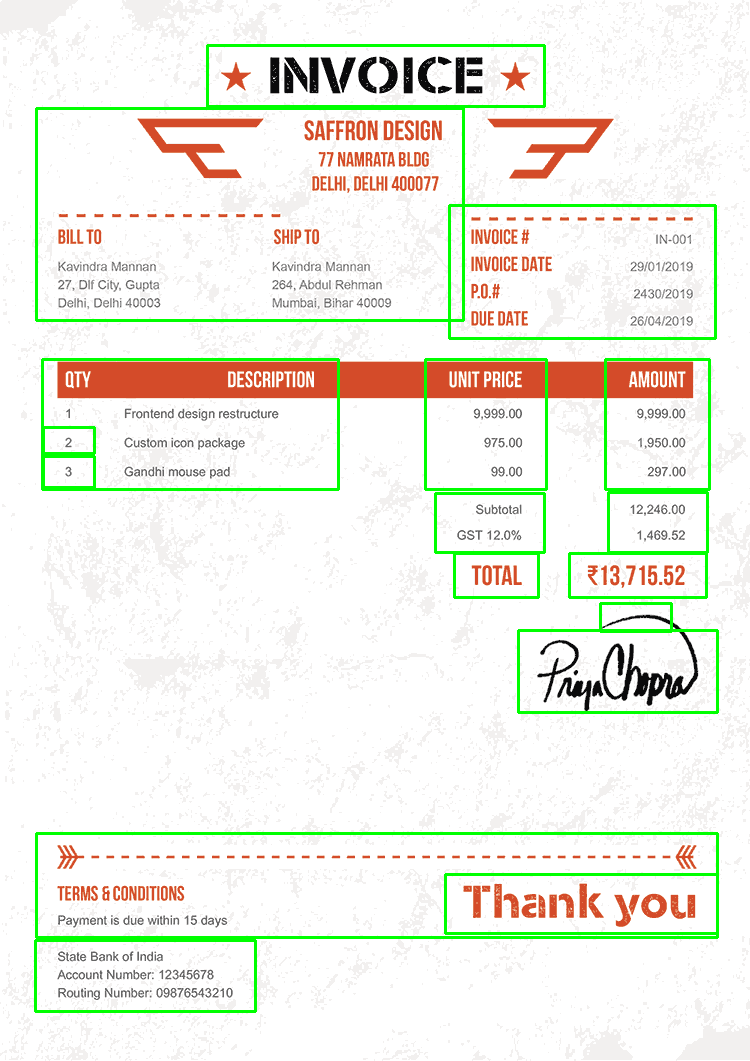 INVOICE
SAFFRON DESIGN
77 NAMRATA BLDG
DELHI, DELHI 400077
BILL TO
Kavindra Mannan
27, Dlf City, Gupta
Delhi, Delhi 40003
SHIP TO
Kavindra Mannan
264, Abdul Rehman
Mumbai, Bihar 40009
INVOICE # IN-001
INVOICE DATE 29/01/2019
P.O.# 2430/2019
DUE DATE 26/04/2019
QTY DESCRIPTION UNIT PRICE AMOUNT
1 Frontend design restructure 9,999.00 9,999.00
2 Custom icon package 975.00 1,950.00
3 Gandhi mouse pad 99.00 297.00
Subtotal 12,246.00
GST 12.0% 1,469.52
TOTAL ₹13,715.52
Priya Chopra
TERMS & CONDITIONS
Payment is due within 15 days
Thank you
State Bank of India
Account Number: 12345678
Routing Number: 09876543210